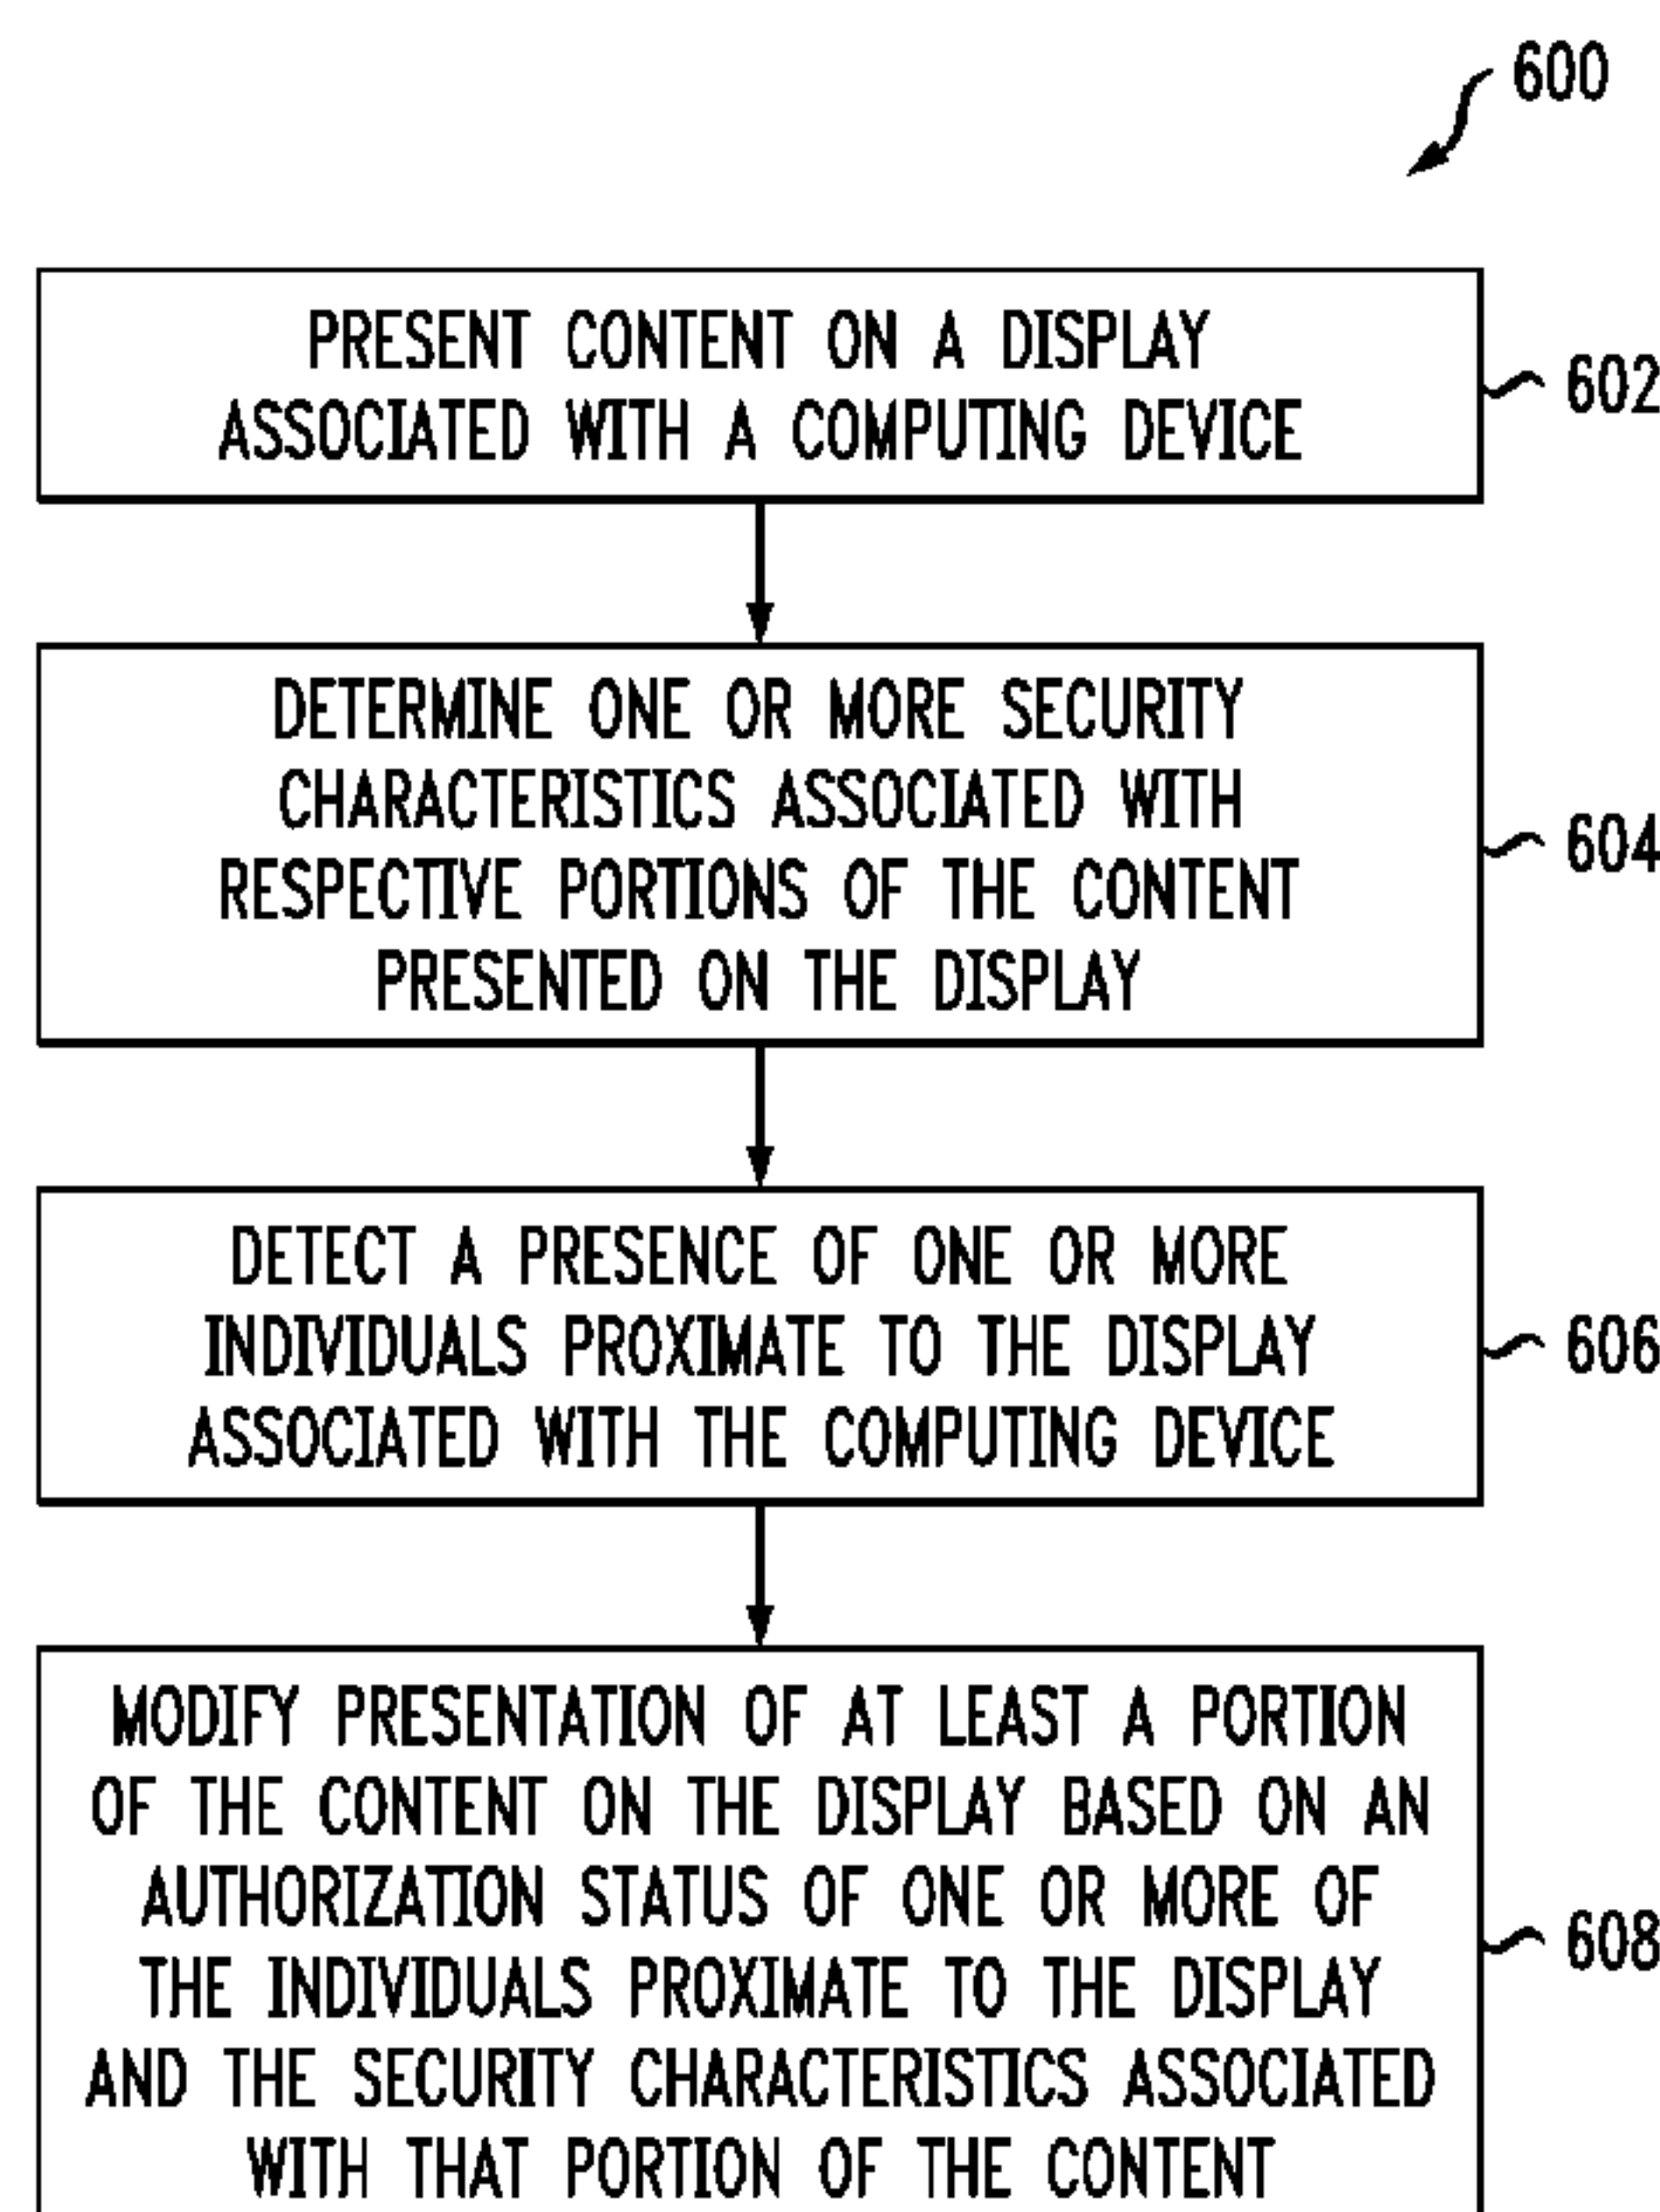 600
PRESENT CONTENT ON A DISPLAY
ASSOCIATED WITH A COMPUTING DEVICE
602
DETERMINE ONE OR MORE SECURITY
CHARACTERISTICS ASSOCIATED WITH
RESPECTIVE PORTIONS OF THE CONTENT
PRESENTED ON THE DISPLAY
604
DETECT A PRESENCE OF ONE OR MORE
INDIVIDUALS PROXIMATE TO THE DISPLAY
ASSOCIATED WITH THE COMPUTING DEVICE
606
MODIFY PRESENTATION OF AT LEAST A PORTION
OF THE CONTENT ON THE DISPLAY BASED ON AN
AUTHORIZATION STATUS OF ONE OR MORE OF
THE INDIVIDUALS PROXIMATE TO THE DISPLAY
AND THE SECURITY CHARACTERISTICS ASSOCIATED
WITH THAT PORTION OF THE CONTENT
608